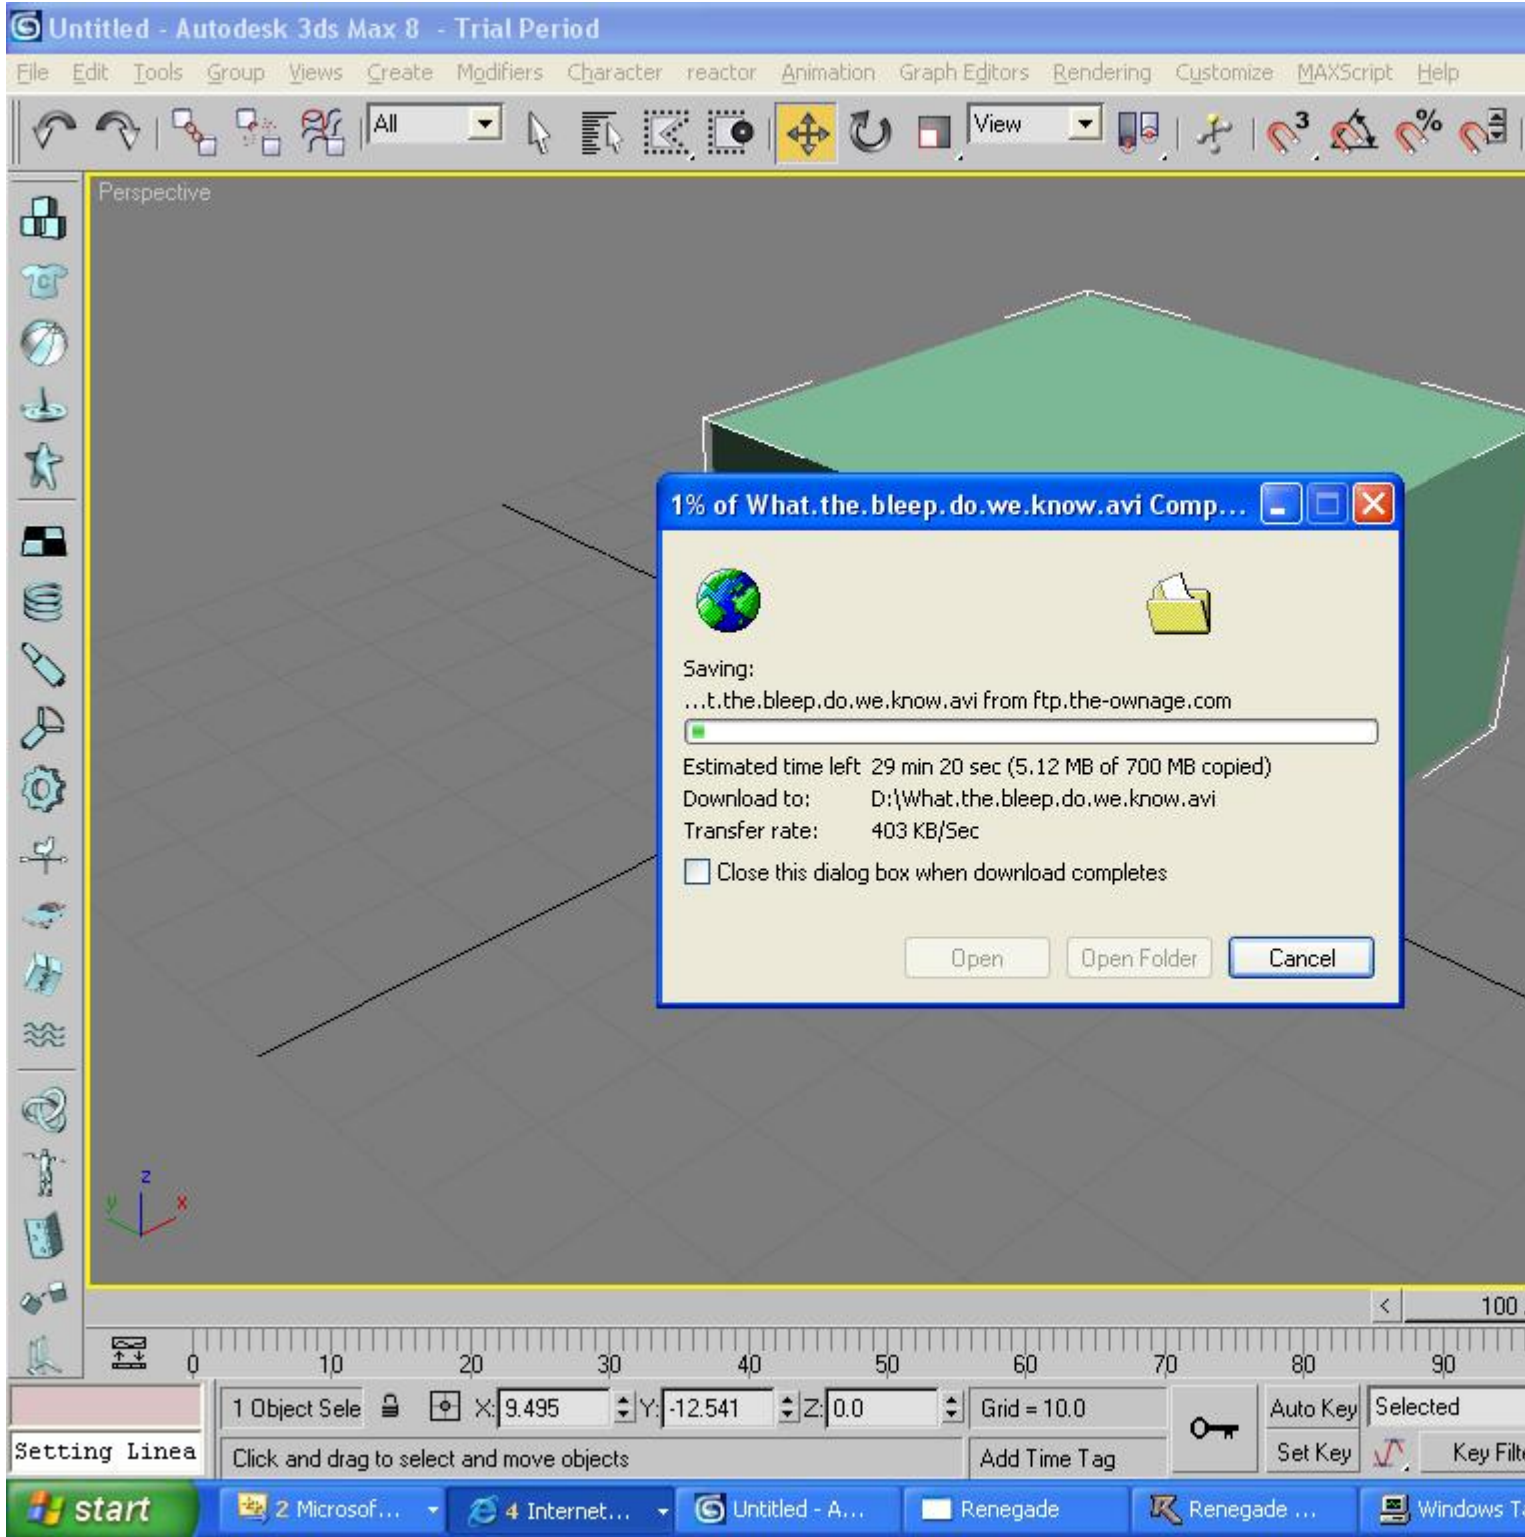 Untitled - Autodesk 3ds Max 8 - Trial Period
File Edit Tools Group Views Create Modifiers Character reactor Animation Graph Editors Rendering Customize MAXScript Help
All
View
3
%
Perspective
1% of What.the.bleep.do.we.know.avi Comp...
Saving:
...t.the.bleep.do.we.know.avi from ftp.the-ownage.com
Estimated time left 29 min 20 sec (5.12 MB of 700 MB copied)
Download to: D:\What.the.bleep.do.we.know.avi
Transfer rate: 403 KB/Sec
Close this dialog box when download completes
Open Open Folder Cancel
z
y x
< 100
0 10 20 30 40 50 60 70 80 90
1 Object Sele X: 9.495 Y: -12.541 Z: 0.0 Grid = 10.0 Auto Key Selected
Setting Linea Click and drag to select and move objects Add Time Tag Set Key Key Filte
start 2 Microsof... 4 Internet... Untitled - A... Renegade Renegade ... Windows Ta